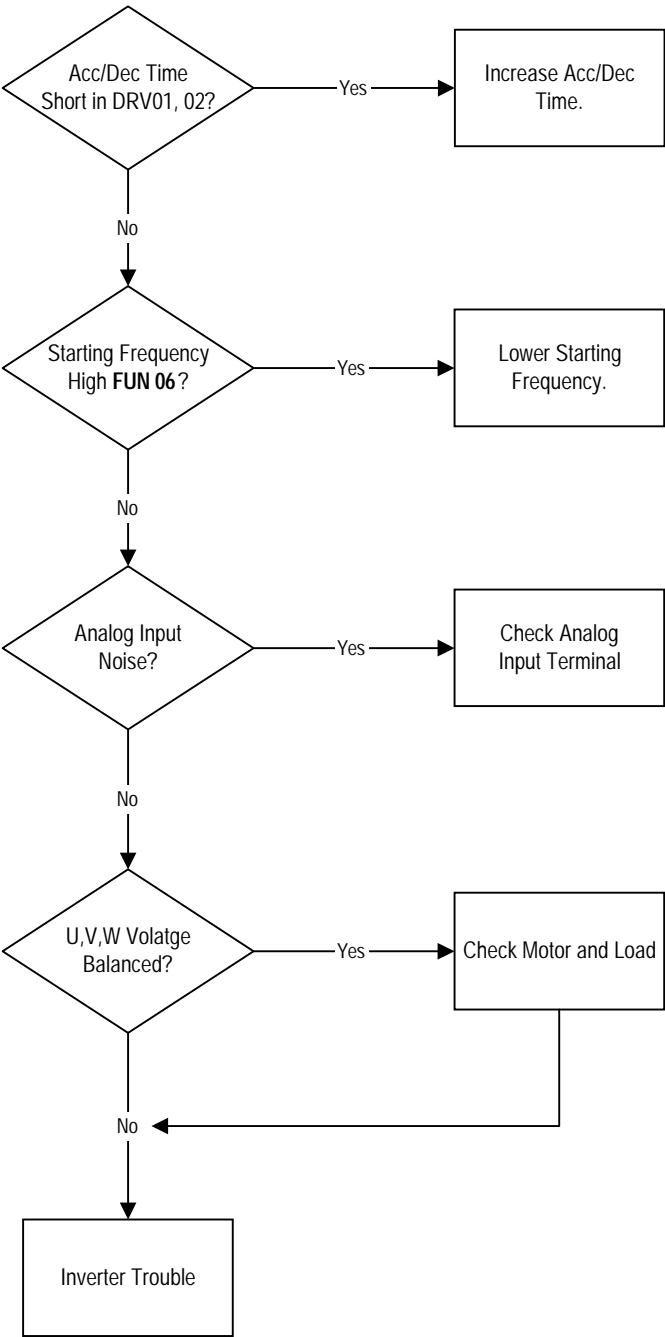 Acc/Dec Time
Short in DRV01, 02?
Yes
Increase Acc/Dec
Time.
No
Starting Frequency
High FUN 06?
Yes
Lower Starting
Frequency.
No
Analog Input
Noise?
Yes
Check Analog
Input Terminal
No
U,V,W Volatge
Balanced?
Yes
Check Motor and Load
No
Inverter Trouble